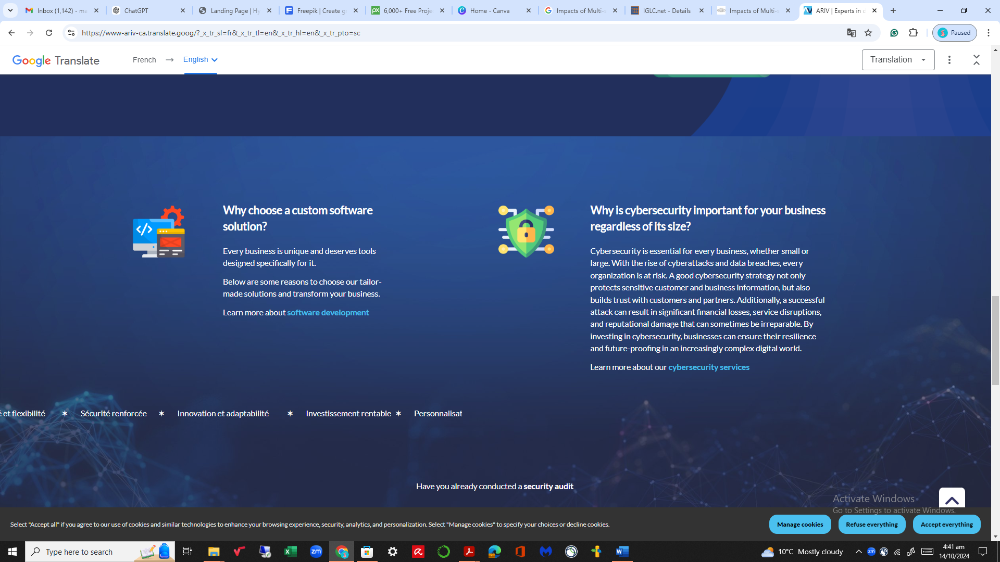 Inbox (1,142) - ma
ChatGPT
Landing Page | Hy
Freepik | Create g
6,000+ Free Proje
Home - Canva
Impacts of Multi-s
IGLC.net - Details
Impacts of Multi-s
ARIV | Experts in d
https://www-ariv-ca.translate.goog/?_x_tr_sl=fr&_x_tr_tl=en&_x_tr_hl=en&_x_tr_pto=sc
Paused
Google Translate
French → English
Translation
Why choose a custom software
solution?
Every business is unique and deserves tools
designed specifically for it.
Below are some reasons to choose our tailor-
made solutions and transform your business.
Learn more about software development
Why is cybersecurity important for your business
regardless of its size?
Cybersecurity is essential for every business, whether small or
large. With the rise of cyberattacks and data breaches, every
organization is at risk. A good cybersecurity strategy not only
protects sensitive customer and business information, but also
builds trust with customers and partners. Additionally, a successful
attack can result in significant financial losses, service disruptions,
and reputational damage that can sometimes be irreparable. By
investing in cybersecurity, businesses can ensure their resilience
and future-proofing in an increasingly complex digital world.
Learn more about our cybersecurity services
é et flexibilité ✶ Sécurité renforcée ✶ Innovation et adaptabilité ✶ Investissement rentable ✶ Personnalisat
Have you already conducted a security audit
Activate Windows
Go to Settings to activate Windows.
Select "Accept all" if you agree to our use of cookies and similar technologies to enhance your browsing experience, security, analytics, and personalization. Select "Manage cookies" to specify your choices or decline cookies.
Manage cookies
Refuse everything
Accept everything
Type here to search
zm
10°C Mostly cloudy
zm
4:41 am
14/10/2024